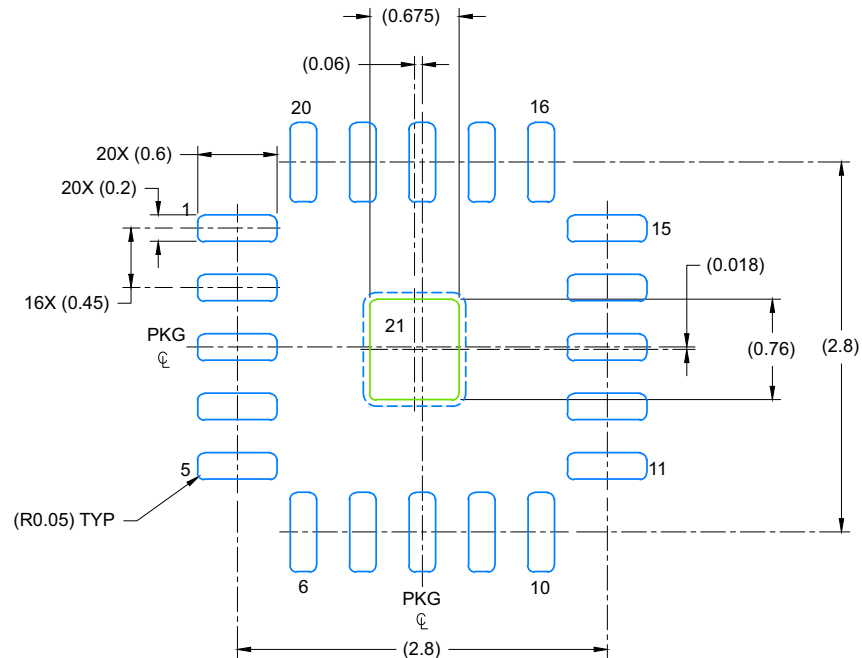 (0.675)
(0.06)
20
16
20X (0.6)
20X (0.2)
1
15
(0.018)
16X (0.45)
21
PKG
℄
(0.76)
(2.8)
5
11
(R0.05) TYP
6
10
PKG
℄
(2.8)